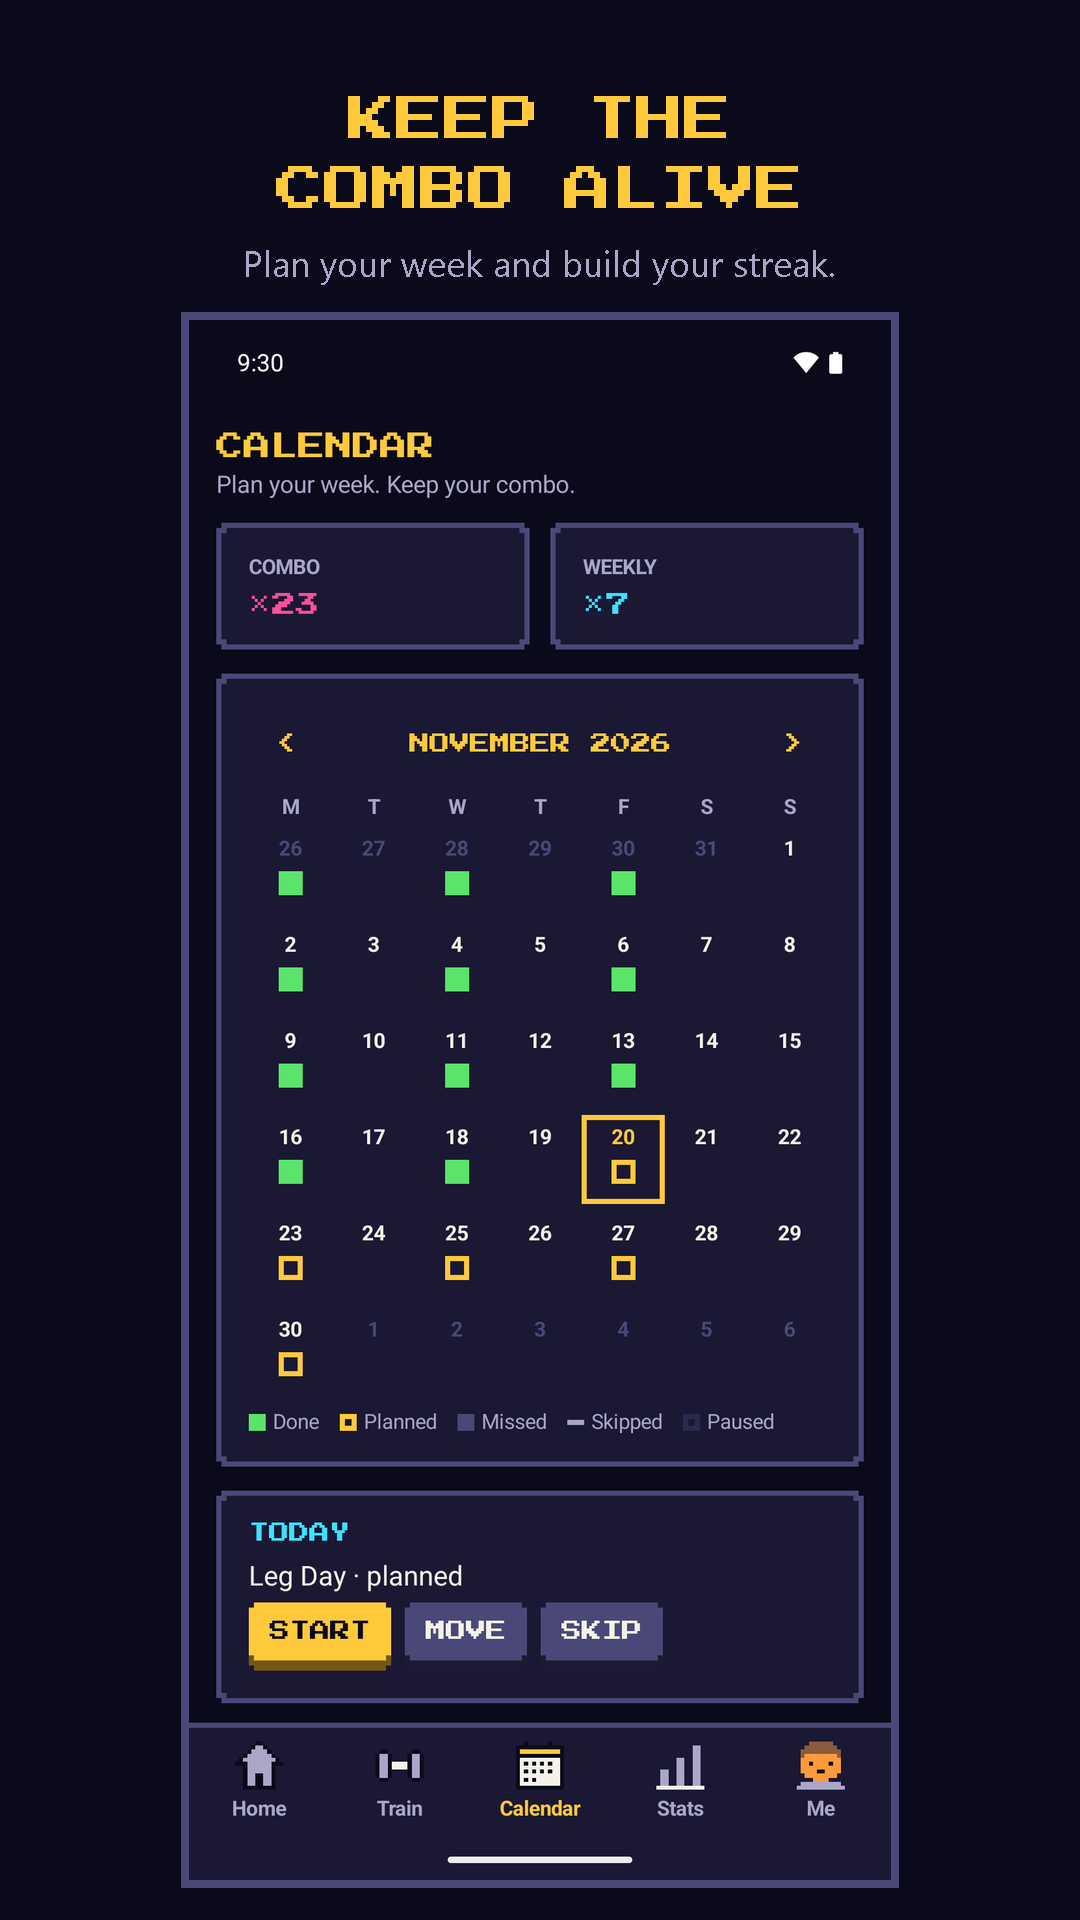 KEEP THE
COMBO ALIVE
Plan your week and build your streak.
9:30
CALENDAR
Plan your week. Keep your combo.
COMBO WEEKLY
×23 ×7
< NOVEMBER 2026 >
M T W T F S S
26 27 28 29 30 31 1
2 3 4 5 6 7 8
9 10 11 12 13 14 15
16 17 18 19 20 21 22
23 24 25 26 27 28 29
30 1 2 3 4 5 6
Done Planned Missed Skipped Paused
TODAY
Leg Day · planned
START MOVE SKIP
Home Train Calendar Stats Me